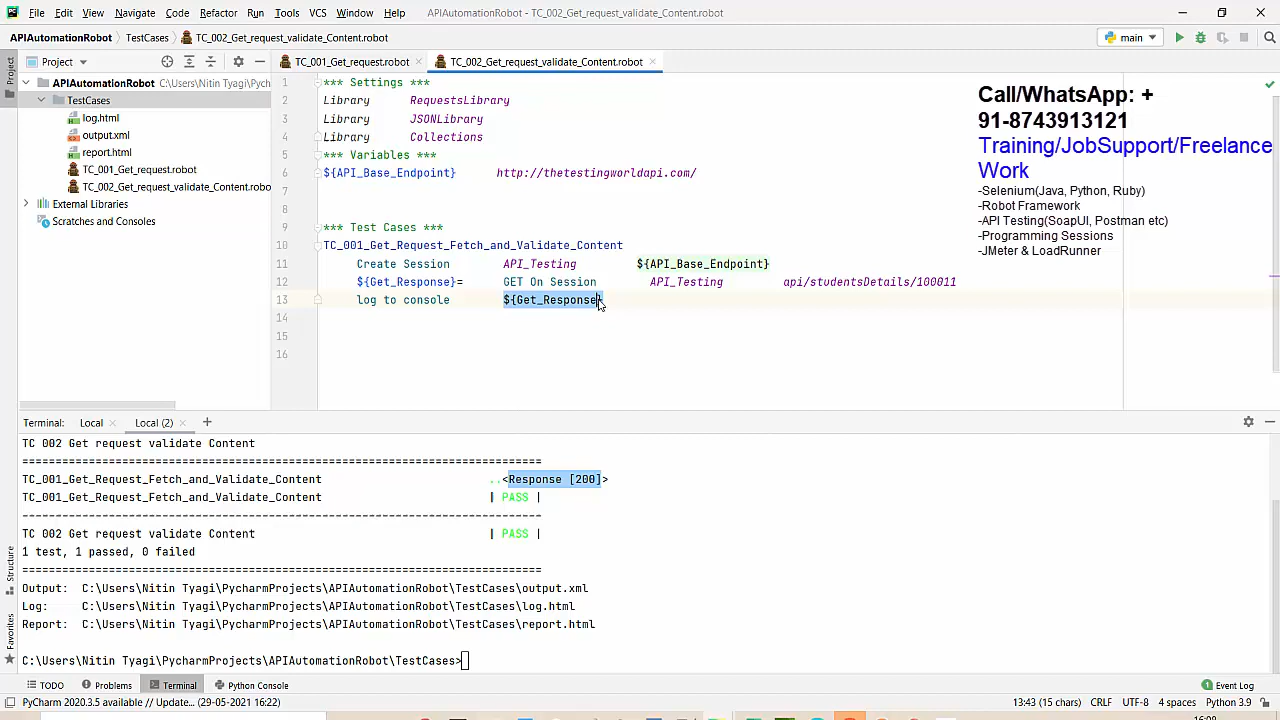 File Edit View Navigate Code Refactor Run Tools VCS Window Help APIAutomationRobot - TC_002_Get_request_validate_Content.robot
APIAutomationRobot TestCases TC_002_Get_request_validate_Content.robot main
Project
Project
TC_001_Get_request.robot
TC_002_Get_request_validate_Content.robot
APIAutomationRobot C:\Users\Nitin Tyagi\Pych
TestCases
log.html
output.xml
report.html
TC_001_Get_request.robot
TC_002_Get_request_validate_Content.robo
External Libraries
Scratches and Consoles
1 *** Settings ***
2 Library RequestsLibrary
3 Library JSONLibrary
4 Library Collections
5 *** Variables ***
6 ${API_Base_Endpoint} http://thetestingworldapi.com/
7
8
9 *** Test Cases ***
10 TC_001_Get_Request_Fetch_and_Validate_Content
11 Create Session API_Testing ${API_Base_Endpoint}
12 ${Get_Response}= GET On Session API_Testing api/studentsDetails/100011
13 log to console ${Get_Response}
14
15
16
Call/WhatsApp: +
91-8743913121
Training/JobSupport/Freelance
Work
-Selenium(Java, Python, Ruby)
-Robot Framework
-API Testing(SoapUI, Postman etc)
-Programming Sessions
-JMeter & LoadRunner
Terminal: Local Local (2)
TC 002 Get request validate Content
==============================================================================
TC_001_Get_Request_Fetch_and_Validate_Content ..<Response [200]>
TC_001_Get_Request_Fetch_and_Validate_Content | PASS |
------------------------------------------------------------------------------
TC 002 Get request validate Content | PASS |
1 test, 1 passed, 0 failed
==============================================================================
Output: C:\Users\Nitin Tyagi\PycharmProjects\APIAutomationRobot\TestCases\output.xml
Log: C:\Users\Nitin Tyagi\PycharmProjects\APIAutomationRobot\TestCases\log.html
Report: C:\Users\Nitin Tyagi\PycharmProjects\APIAutomationRobot\TestCases\report.html
C:\Users\Nitin Tyagi\PycharmProjects\APIAutomationRobot\TestCases>
Structure
Favorites
TODO Problems Terminal Python Console 1 Event Log
PyCharm 2020.3.5 available // Update... (29-05-2021 16:22) 13:43 (15 chars) CRLF UTF-8 4 spaces Python 3.9